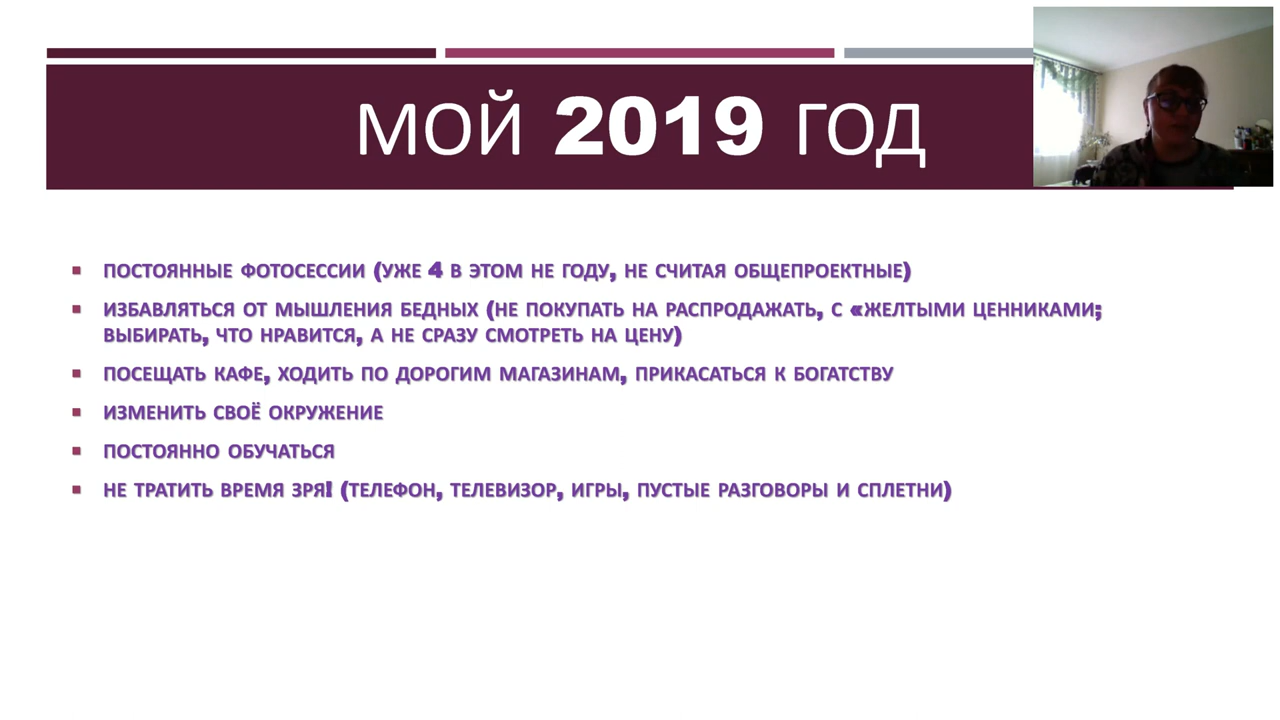 МОЙ 2019 ГОД
ПОСТОЯННЫЕ ФОТОСЕССИИ (УЖЕ 4 В ЭТОМ НЕ ГОДУ, НЕ СЧИТАЯ ОБЩЕПРОЕКТНЫЕ)
ИЗБАВЛЯТЬСЯ ОТ МЫШЛЕНИЯ БЕДНЫХ (НЕ ПОКУПАТЬ НА РАСПРОДАЖАТЬ, С «ЖЕЛТЫМИ ЦЕННИКАМИ;
ВЫБИРАТЬ, ЧТО НРАВИТСЯ, А НЕ СРАЗУ СМОТРЕТЬ НА ЦЕНУ)
ПОСЕЩАТЬ КАФЕ, ХОДИТЬ ПО ДОРОГИМ МАГАЗИНАМ, ПРИКАСАТЬСЯ К БОГАТСТВУ
ИЗМЕНИТЬ СВОЁ ОКРУЖЕНИЕ
ПОСТОЯННО ОБУЧАТЬСЯ
НЕ ТРАТИТЬ ВРЕМЯ ЗРЯ! (ТЕЛЕФОН, ТЕЛЕВИЗОР, ИГРЫ, ПУСТЫЕ РАЗГОВОРЫ И СПЛЕТНИ)